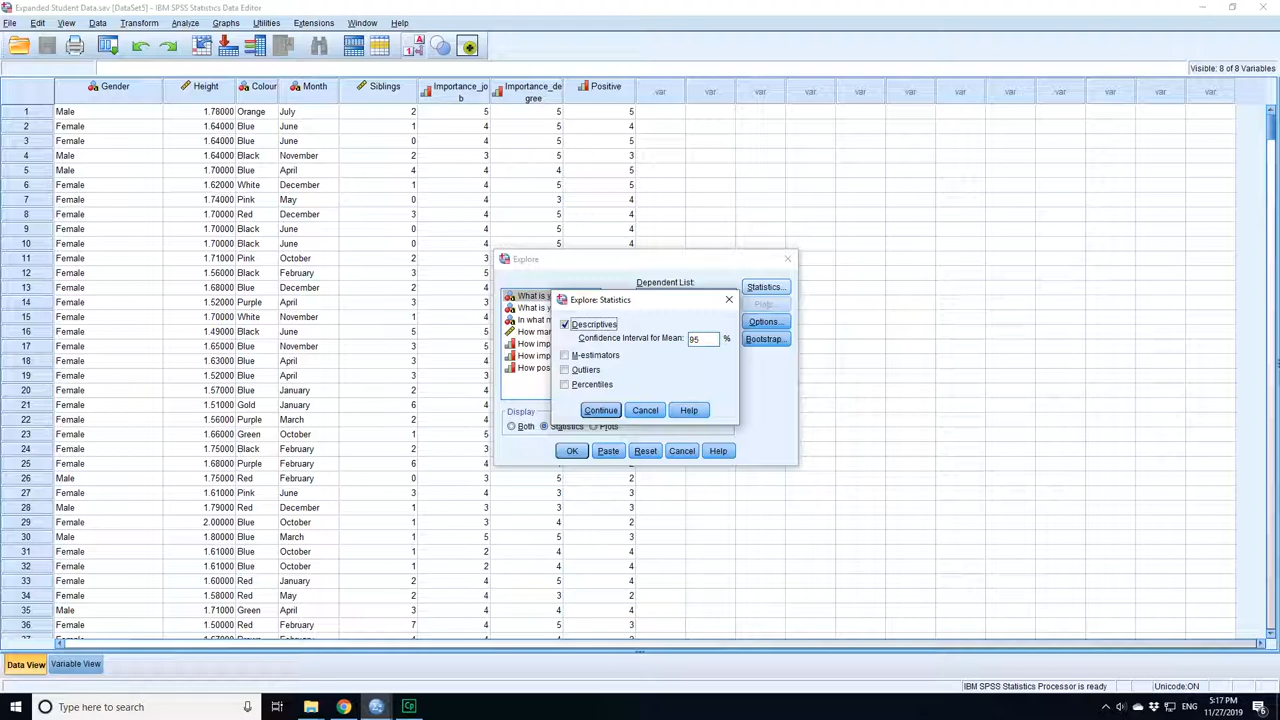 Expanded Student Data.sav [DataSet5] - IBM SPSS Statistics Data Editor
File Edit View Data Transform Analyze Graphs Utilities Extensions Window Help
Visible: 8 of 8 Variables
Gender Height Colour Month Siblings Importance_jo b Importance_de gree Positive var var var var var var var var var var var var
1 Male 1.78000 Orange July 2 5 5 5
2 Female 1.64000 Blue June 1 4 5 4
3 Female 1.64000 Blue June 0 4 5 5
4 Male 1.64000 Black November 2 3 5 3
5 Male 1.70000 Blue April 4 4 5 5
6 Female 1.62000 White December 1 4 5 5
7 Female 1.74000 Pink May 0 4 3 4
8 Female 1.70000 Red December 3 4 5 4
9 Female 1.70000 Black June 0 4 5 4
10 Female 1.70000 Black June 0 4 5 4
11 Female 1.71000 Pink October 2
12 Female 1.56000 Black February 3
13 Female 1.68000 Blue December 2
14 Female 1.52000 Purple April 2
15 Female 1.70000 White November 1
16 Female 1.49000 Black June 5
17 Female 1.65000 Black November 2
18 Female 1.63000 Black April 3
19 Female 1.52000 Black April 3
20 Female 1.57000 Blue January 2
21 Female 1.51000 Gold January 6
22 Female 1.56000 Purple March 2 4
23 Female 1.66000 Green October 1 5
24 Female 1.75000 Black February 3 4
25 Female 1.68000 Purple February 6 4
26 Male 1.75000 Red February 0 3 5 2
27 Female 1.61000 Pink June 3 4 3 3
28 Male 1.79000 Red December 1 3 3 3
29 Female 2.00000 Blue October 1 3 4 2
30 Male 1.80000 Blue March 1 5 5 3
31 Female 1.61000 Blue October 1 2 4 4
32 Female 1.61000 Blue October 1 2 4 4
33 Female 1.60000 Red January 2 4 5 4
34 Female 1.58000 Red May 2 4 3 2
35 Male 1.71000 Green April 3 4 4 4
36 Female 1.50000 Red February 7 4 5 3
Explore
Dependent List:
What is y
What is y
In what m
How mar
How imp
How imp
How pos
Statistics...
Plots...
Options...
Bootstrap...
Explore: Statistics
Descriptives
Confidence Interval for Mean: 95 %
M-estimators
Outliers
Percentiles
Continue Cancel Help
Display
Both Statistics Plots
OK Paste Reset Cancel Help
Data View Variable View
IBM SPSS Statistics Processor is ready Unicode:ON
Type here to search
Cp
ENG
5:17 PM
11/27/2019
6